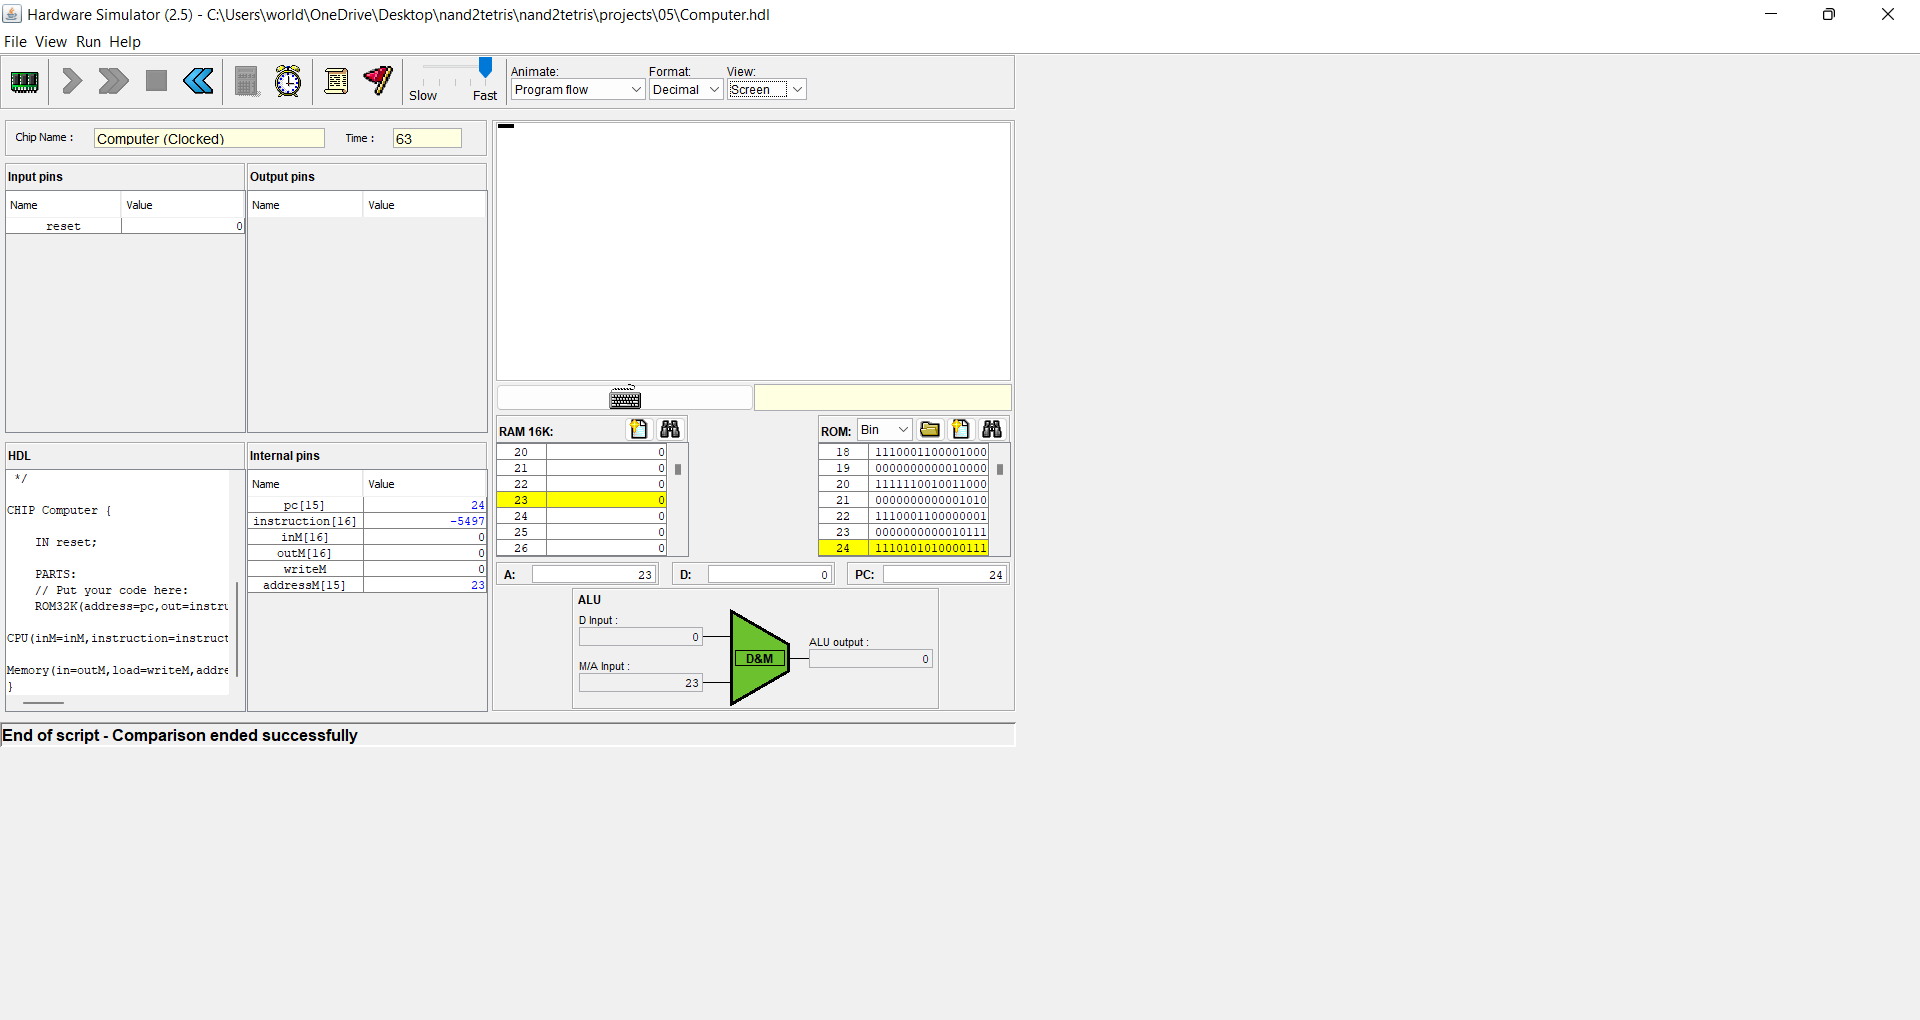 Hardware Simulator (2.5) - C:\Users\world\OneDrive\Desktop\nand2tetris\nand2tetris\projects\05\Computer.hdl
File View Run Help
Slow Fast
Animate: Format: View:
Program flow Decimal Screen
Chip Name : Computer (Clocked) Time : 63
Input pins
Name Value
reset 0
Output pins
Name Value
HDL
*/
CHIP Computer {
IN reset;
PARTS:
// Put your code here:
ROM32K(address=pc,out=instru
CPU(inM=inM,instruction=instruct
Memory(in=outM,load=writeM,addre
}
Internal pins
Name Value
pc[15] 24
instruction[16] -5497
inM[16] 0
outM[16] 0
writeM 0
addressM[15] 23
RAM 16K:
20 0
21 0
22 0
23 0
24 0
25 0
26 0
ROM: Bin
18 1110001100001000
19 0000000000010000
20 1111110010011000
21 0000000000001010
22 1110001100000001
23 0000000000010111
24 1110101010000111
A: 23 D: 0 PC: 24
ALU
D Input :
0
M/A Input :
23
D&M
ALU output :
0
End of script - Comparison ended successfully